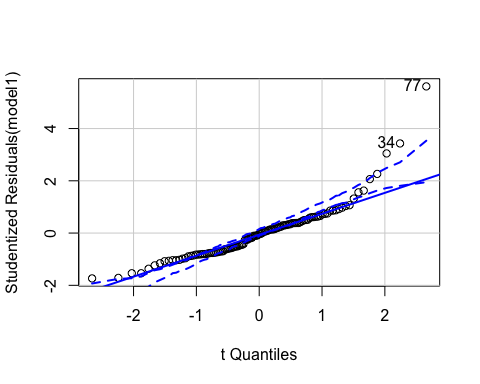 77
34
Studentized Residuals(model1)
4
2
0
-2
-2 -1 0 1 2
t Quantiles